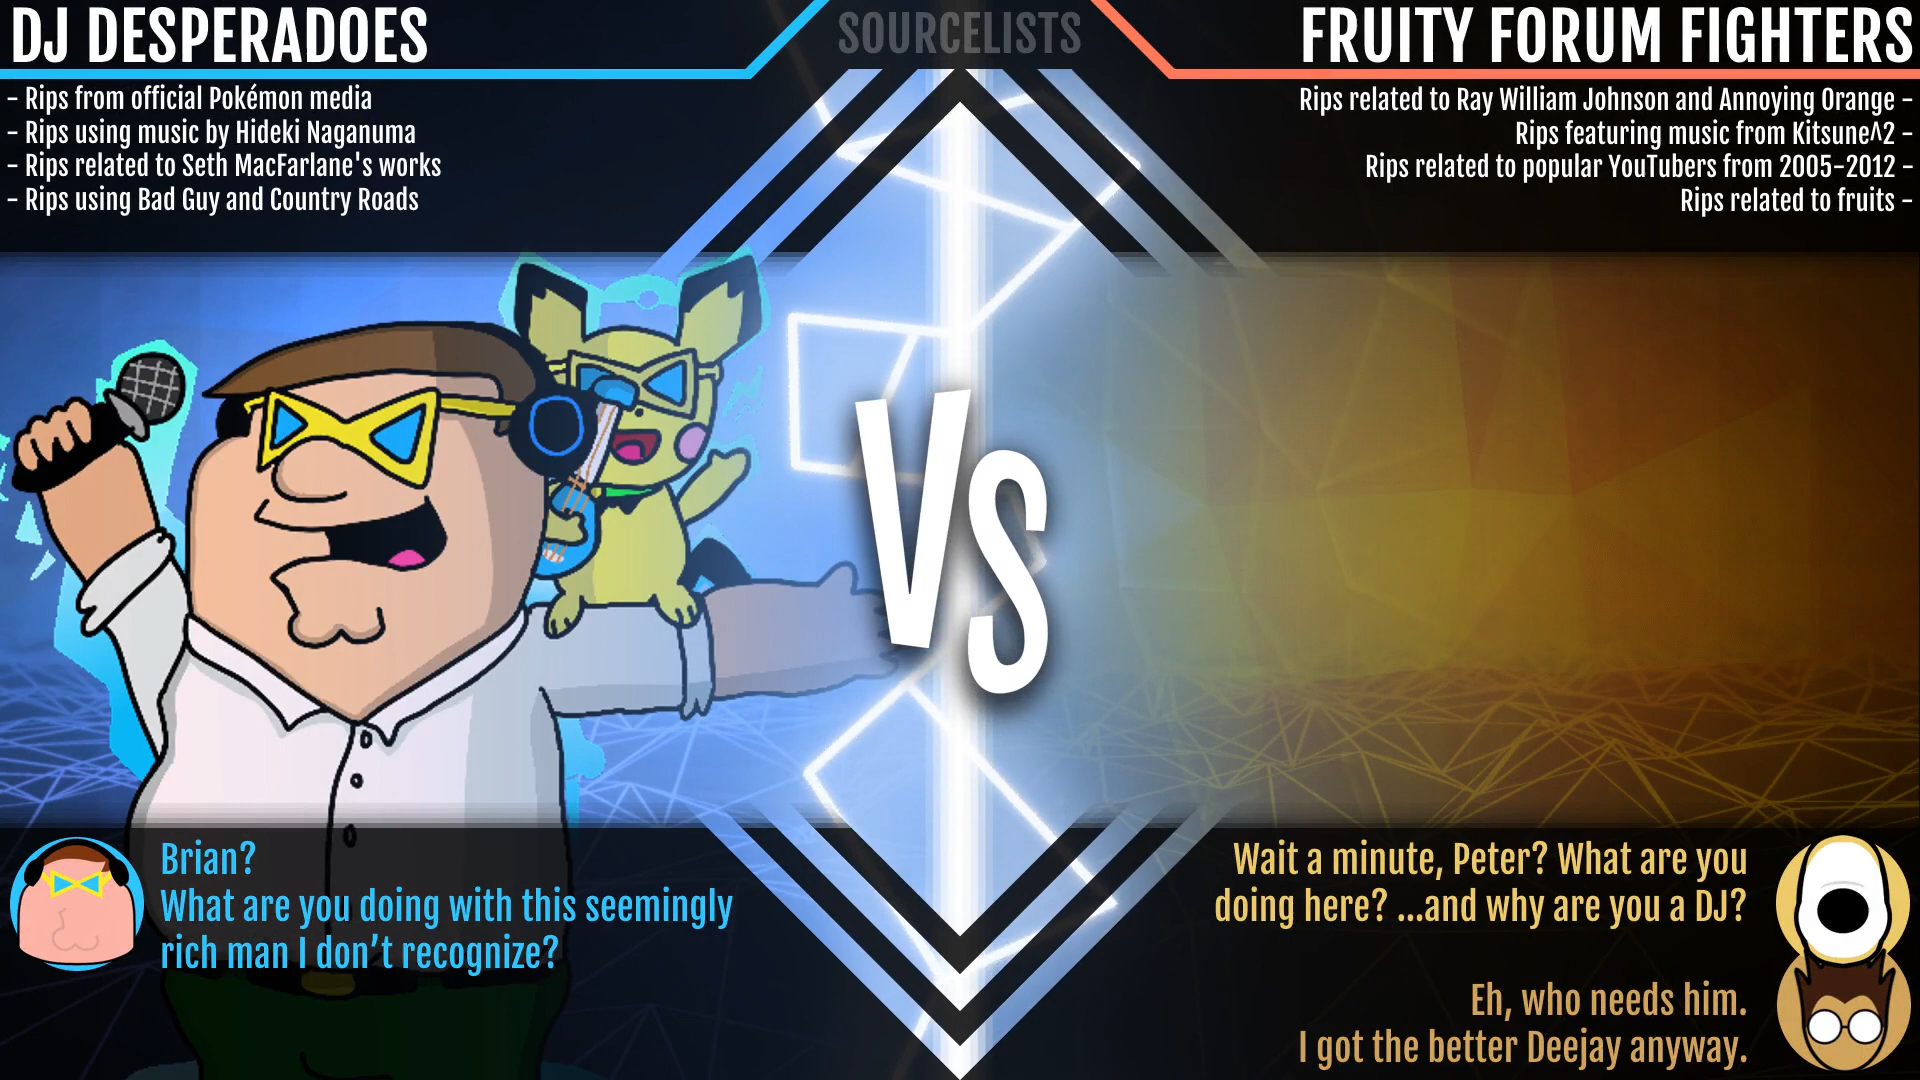 DJ DESPERADOES
SOURCELISTS
FRUITY FORUM FIGHTERS
- Rips from official Pokémon media
- Rips using music by Hideki Naganuma
- Rips related to Seth MacFarlane's works
- Rips using Bad Guy and Country Roads
Rips related to Ray William Johnson and Annoying Orange -
Rips featuring music from Kitsune^2 -
Rips related to popular YouTubers from 2005-2012 -
Rips related to fruits -
VS
Brian?
What are you doing with this seemingly
rich man I don’t recognize?
Wait a minute, Peter? What are you
doing here? ...and why are you a DJ?
Eh, who needs him.
I got the better Deejay anyway.